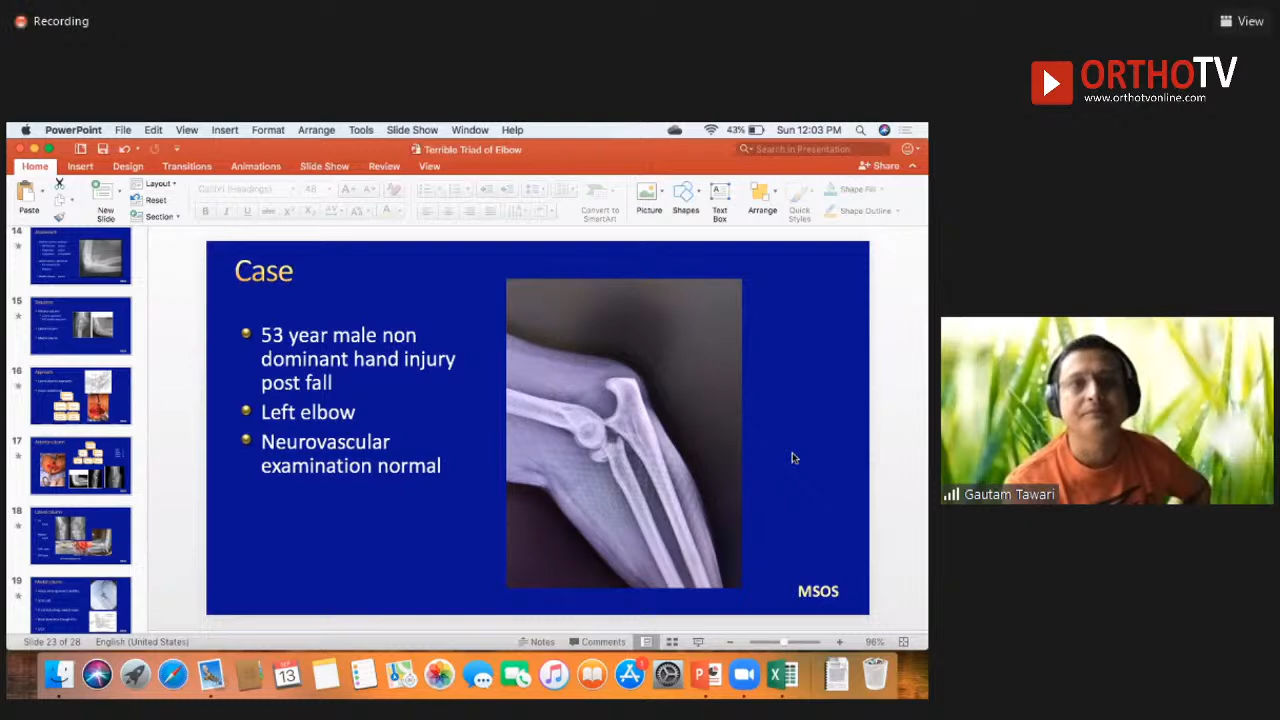 Recording
View
ORTHOTV
www.orthotvonline.com
PowerPoint File Edit View Insert Format Arrange Tools Slide Show Window Help 43% Sun 12:03 PM
Terrible Triad of Elbow
Search in Presentation
Home Insert Design Transitions Animations Slide Show Review View Share
Paste
New Slide
Layout
Reset
Section
Calibri (Headings) 48
Convert to SmartArt
Picture
Shapes
Text Box
Arrange
Quick Styles
Shape Fill
Shape Outline
14
15
16
17
18
19
Case
53 year male non
dominant hand injury
post fall
Left elbow
Neurovascular
examination normal
MSOS
Gautam Tawari
Slide 23 of 28 English (United States) Notes Comments 96%
SEP
13
1